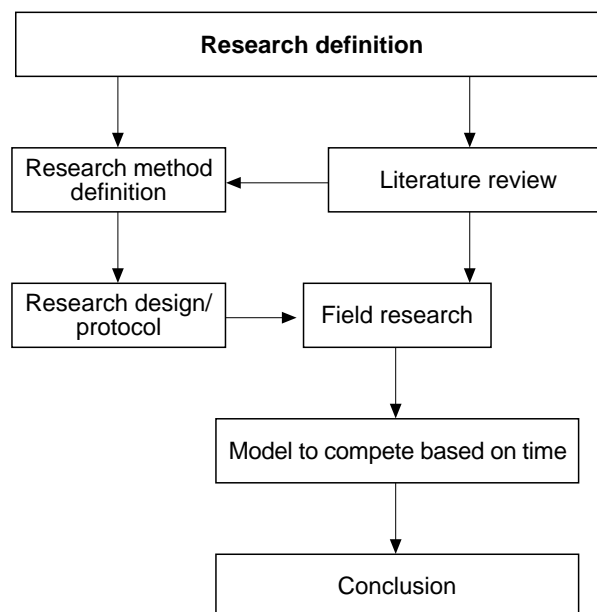 Research definition
Research method
definition
Literature review
Research design/
protocol
Field research
Model to compete based on time
Conclusion